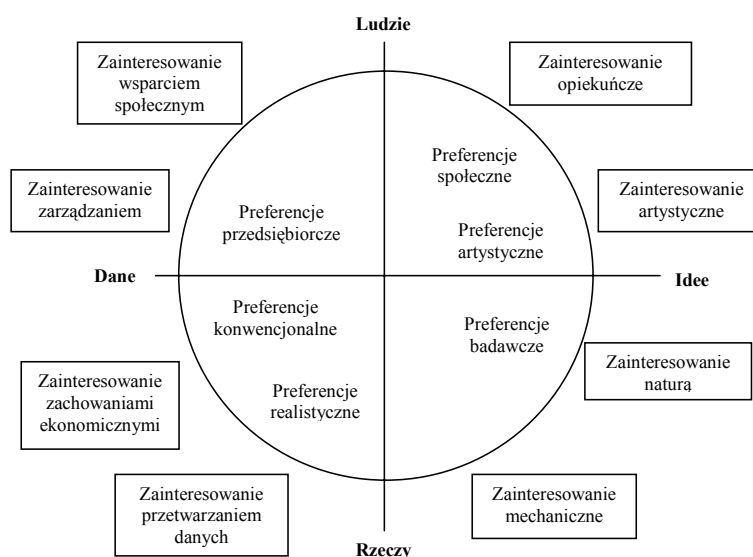 Ludzie
Zainteresowanie
wsparciem
społecznym
Zainteresowanie
opiekuńcze
Preferencje
społeczne
Zainteresowanie
zarządzaniem
Zainteresowanie
artystyczne
Preferencje
przedsiębiorcze
Preferencje
artystyczne
Dane
Idee
Preferencje
konwencjonalne
Preferencje
badawcze
Zainteresowanie
naturą
Zainteresowanie
zachowaniami
ekonomicznymi
Preferencje
realistyczne
Zainteresowanie
przetwarzaniem
danych
Zainteresowanie
mechaniczne
Rzeczy